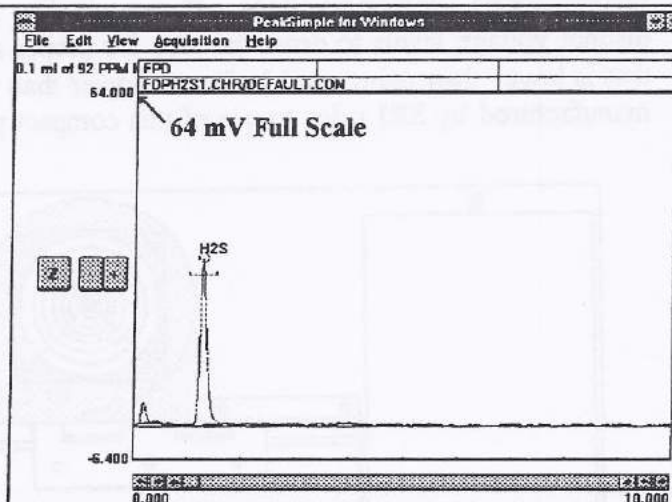 PeakSimple for Windows
File Edit View Acquisition Help
0.1 ml of 92 PPM FPD
FDPH2S1.CHR/DEFAULT.CON
64.000
64 mV Full Scale
H2S
Z +
-6.400
0.000 10.000